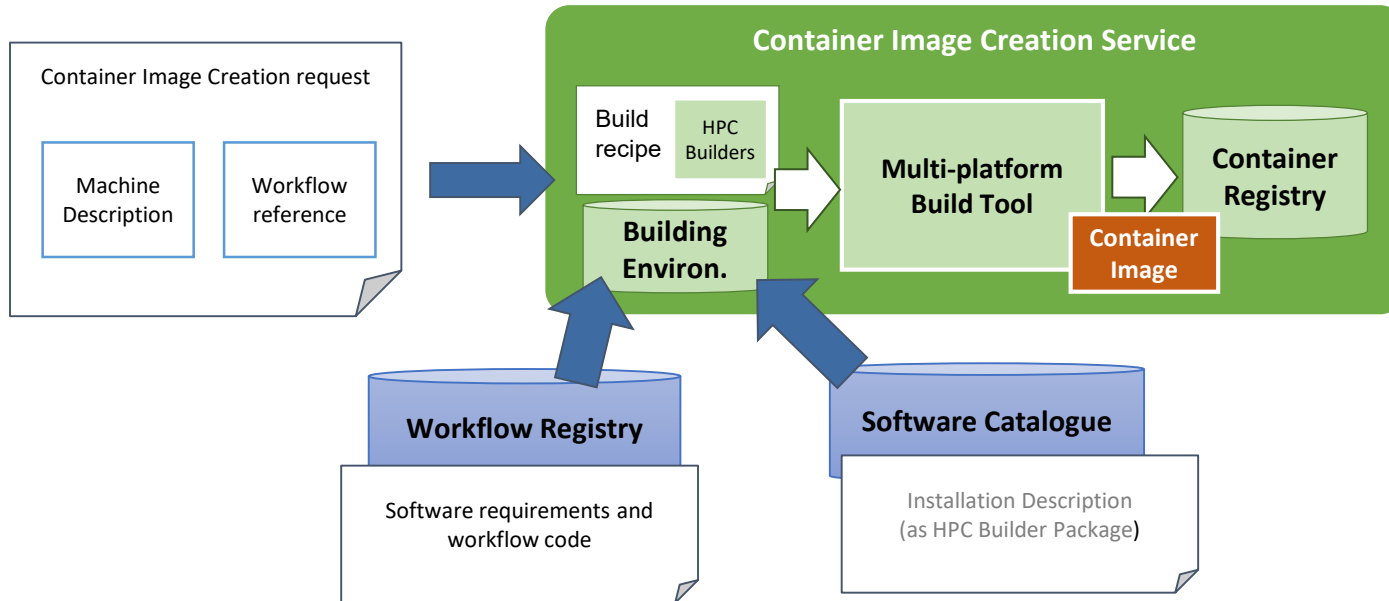 Container Image Creation request
Machine
Description
Workflow
reference
Container Image Creation Service
Build
recipe
HPC
Builders
Building
Environ.
Multi-platform
Build Tool
Container
Image
Container
Registry
Workflow Registry
Software requirements and
workflow code
Software Catalogue
Installation Description
(as HPC Builder Package)